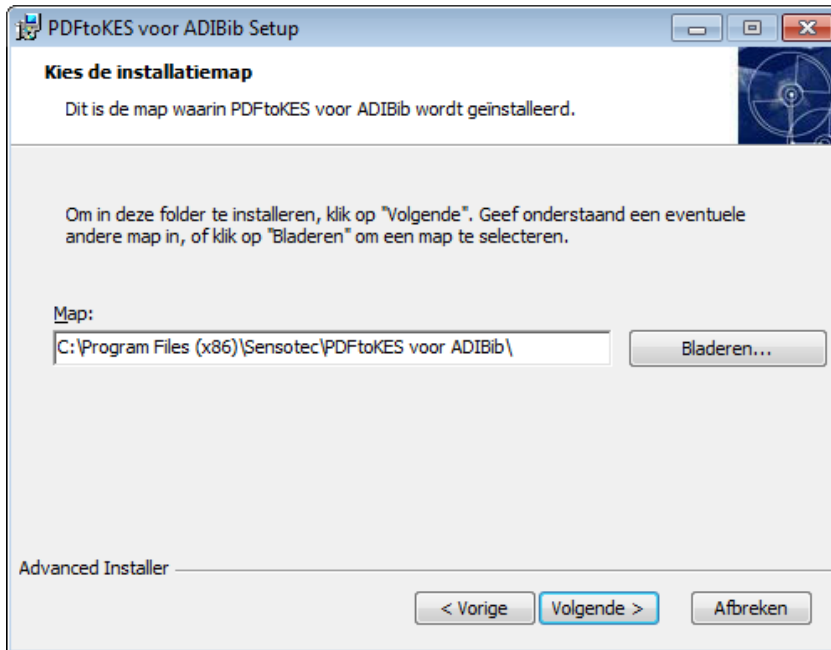 PDFtoKES voor ADIBib Setup
Kies de installatiemap
Dit is de map waarin PDFtoKES voor ADIBib wordt geïnstalleerd.
Om in deze folder te installeren, klik op "Volgende". Geef onderstaand een eventuele
andere map in, of klik op "Bladeren" om een map te selecteren.
Map:
C:\Program Files (x86)\Sensotec\PDFtoKES voor ADIBib\
Bladeren...
Advanced Installer
< Vorige
Volgende >
Afbreken